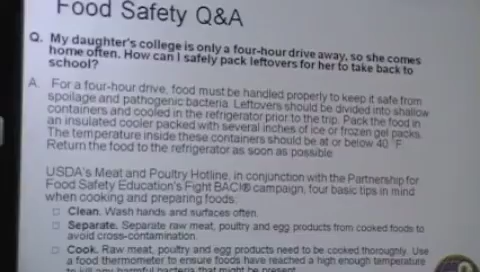 Food Safety Q&A
Q. My daughter's college is only a four-hour drive away, so she comes
home often. How can I safely pack leftovers for her to take back to
school?
A. For a four-hour drive, food must be handled properly to keep it safe from
spoilage and pathogenic bacteria. Leftovers should be divided into shallow
containers and cooled in the refrigerator prior to the trip. Pack the food in
an insulated cooler packed with several inches of ice or frozen gel packs.
The temperature inside these containers should be at or below 40 °F.
Return the food to the refrigerator as soon as possible.
USDA's Meat and Poultry Hotline, in conjunction with the Partnership for
Food Safety Education's Fight BAC!® campaign, four basic tips in mind
when cooking and preparing foods:
Clean. Wash hands and surfaces often.
Separate. Separate raw meat, poultry and egg products from cooked foods to
avoid cross-contamination.
Cook. Raw meat, poultry and egg products need to be cooked thoroughly. Use
a food thermometer to ensure foods have reached a high enough temperature
to kill any harmful bacteria that might be present.